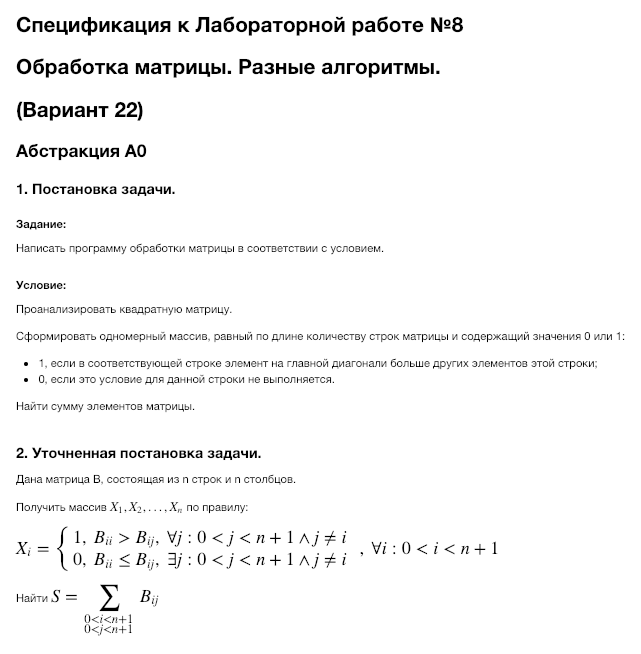 Спецификация к Лабораторной работе №8
Обработка матрицы. Разные алгоритмы.
(Вариант 22)
Абстракция A0
1. Постановка задачи.
Задание:
Написать программу обработки матрицы в соответствии с условием.
Условие:
Проанализировать квадратную матрицу.
Сформировать одномерный массив, равный по длине количеству строк матрицы и содержащий значения 0 или 1:
• 1, если в соответствующей строке элемент на главной диагонали больше других элементов этой строки;
• 0, если это условие для данной строки не выполняется.
Найти сумму элементов матрицы.
2. Уточненная постановка задачи.
Дана матрица B, состоящая из n строк и n столбцов.
Получить массив X₁, X₂, . . . , Xₙ по правилу:
Xᵢ = { 1, Bᵢᵢ > Bᵢⱼ, ∀j : 0 < j < n + 1 ∧ j ≠ i
0, Bᵢᵢ ≤ Bᵢⱼ, ∃j : 0 < j < n + 1 ∧ j ≠ i , ∀i : 0 < i < n + 1
Найти S = ∑ Bᵢⱼ
0<i<n+1
0<j<n+1